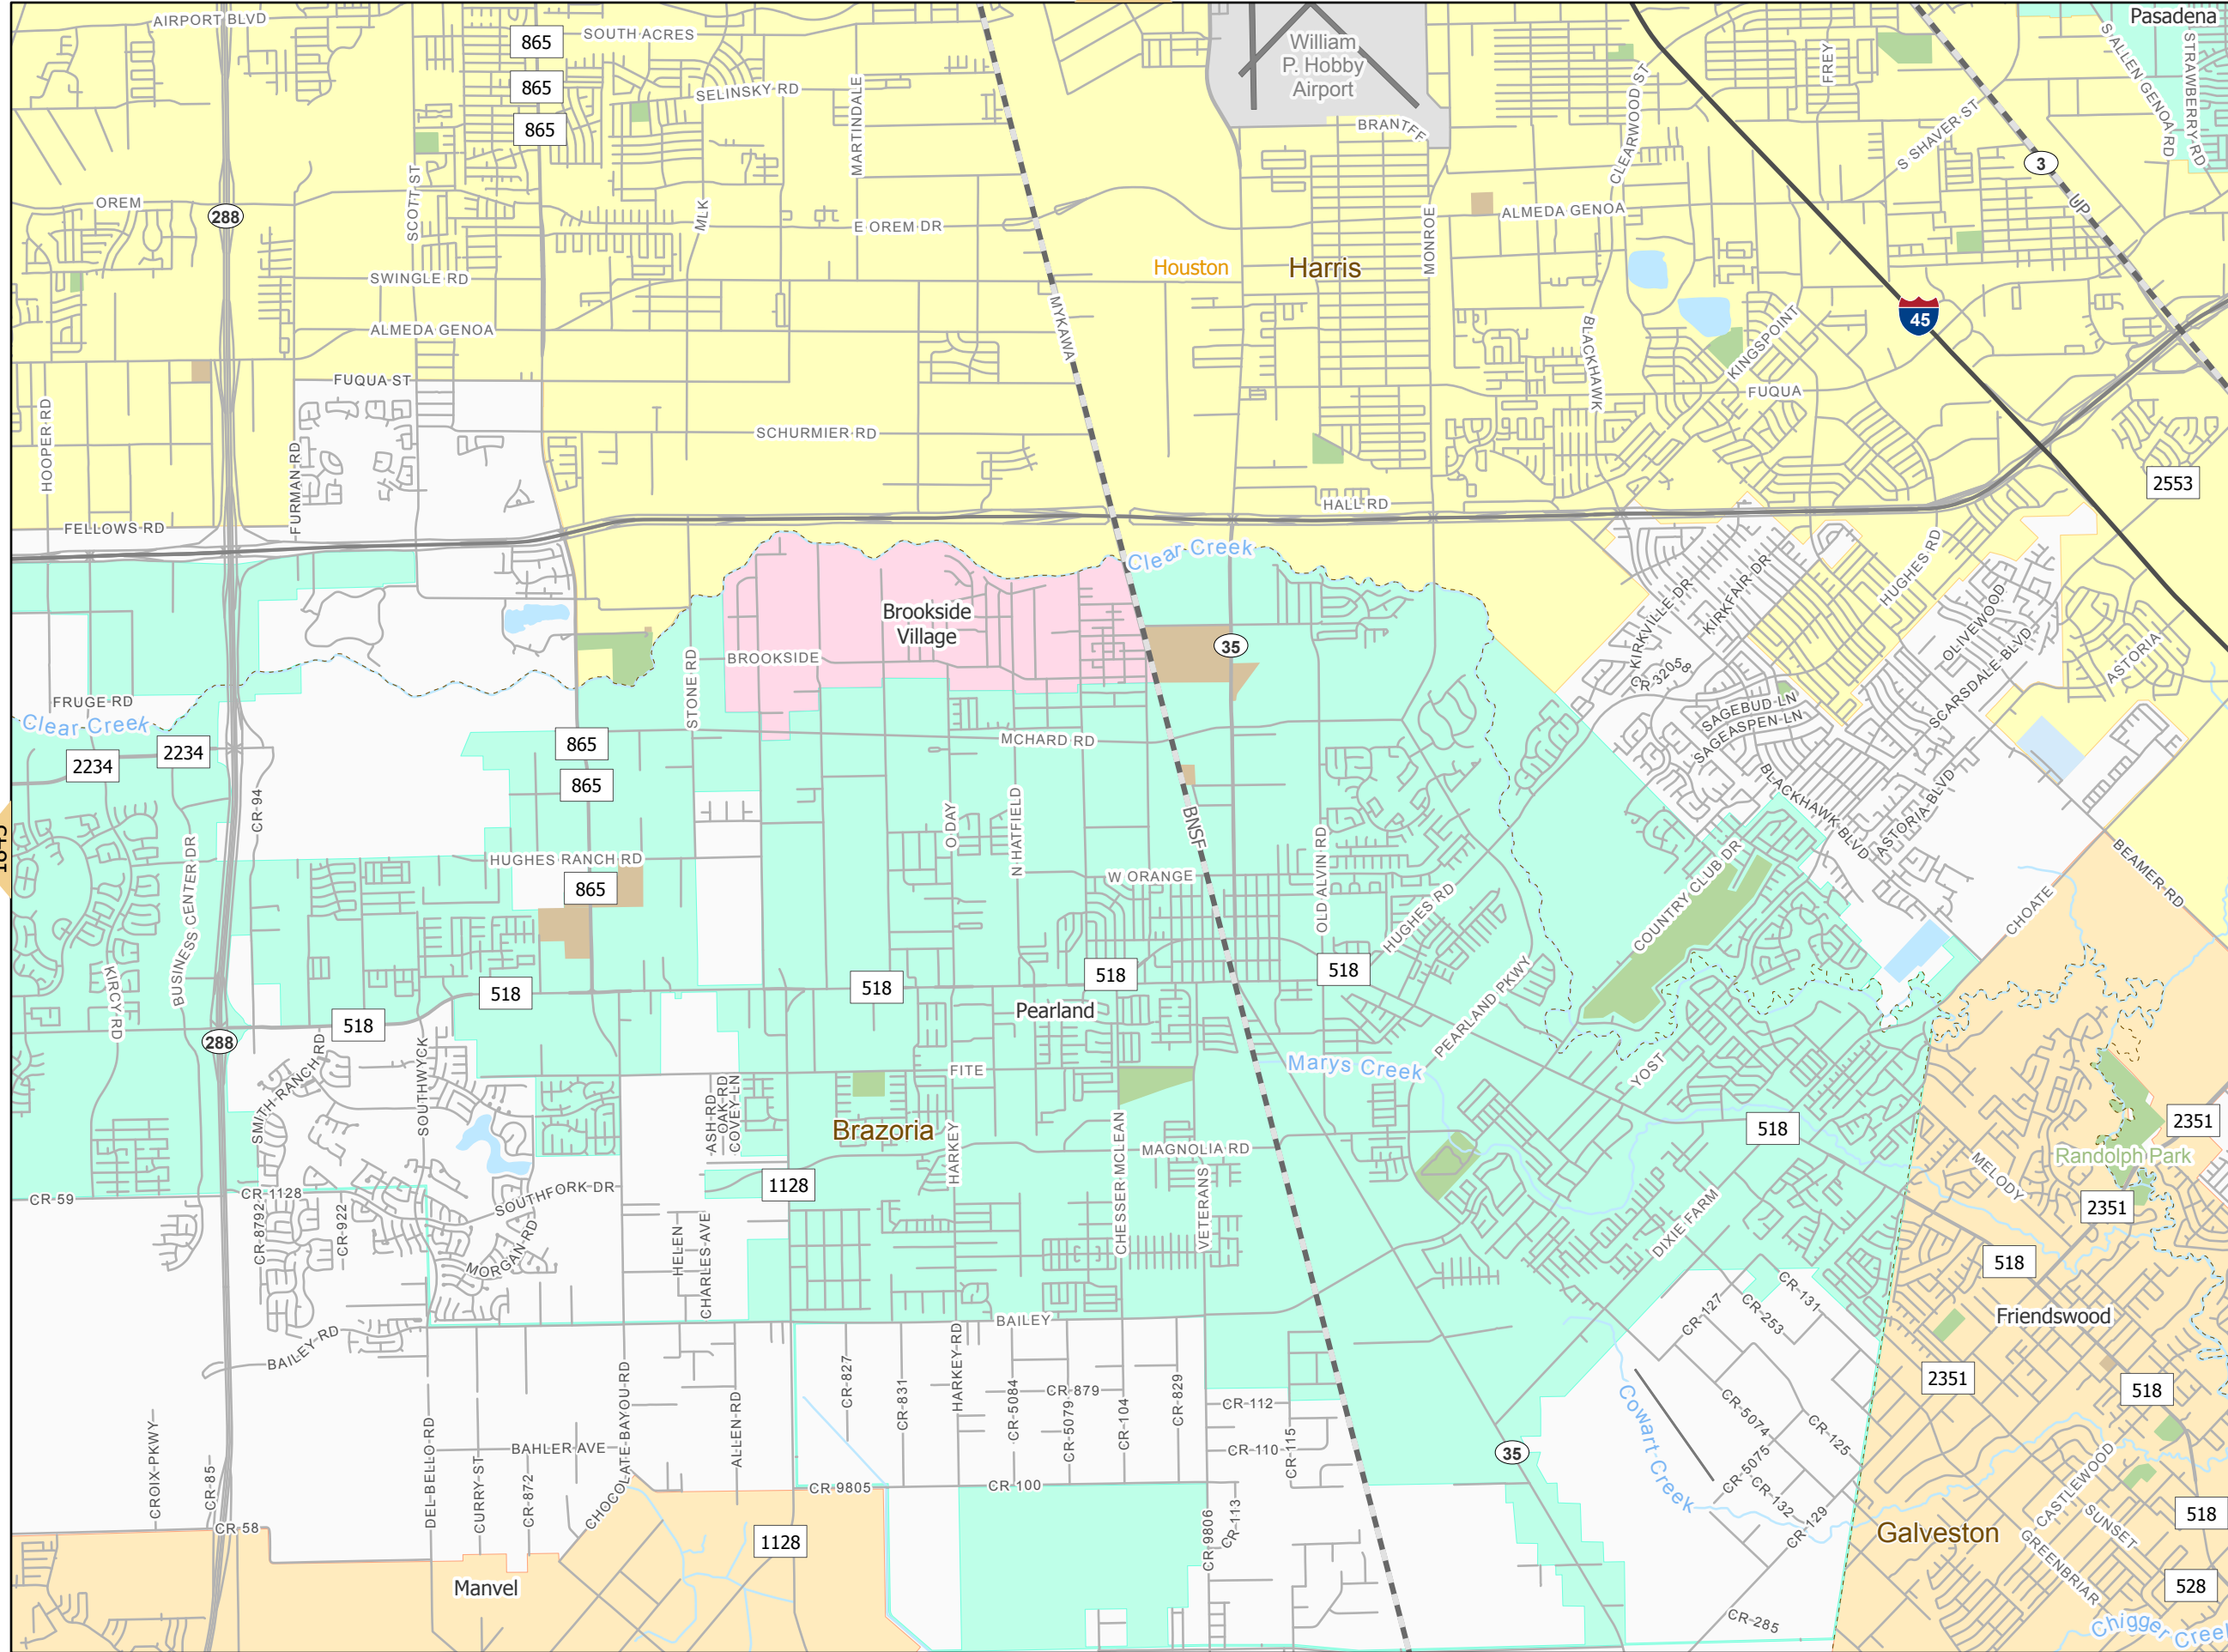 AIRPORT BLVD
865
SOUTH ACRES
William
P. Hobby
Airport
Pasadena
865
SELINSKY RD
MARTINDALE
865
BRANTFF
CLEARWOOD ST
FREY
S ALLEN GENOA RD
STRAWBERRY RD
S SHAVER ST
3
UP
OREM
288
SCOTT ST
MLK
E OREM DR
MONROE
ALMEDA GENOA
SWINGLE RD
Houston
Harris
ALMEDA GENOA
MYKAWA
BLACKHAWK
KINGSPOINT
45
FUQUA ST
FUQUA
HOOPER RD
FURMAN RD
SCHURMIER RD
2553
FELLOWS RD
HALL RD
Clear Creek
HUGHES RD
KIRKVILLE DR
KIRKFAIR DR
OLIVEWOOD
Brookside
Village
35
BROOKSIDE
STONE RD
CR-3258
SCARSDALE BLVD
ASTORIA
FRUGE RD
Clear Creek
SAGEBUD LN
SAGEASPEN LN
865
MCHARD RD
2234
2234
865
CR-94
BUSINESS CENTER DR
O DAY
N HATFIELD
BNSF
OLD ALVIN RD
BLACKHAWK BLVD
ASTORIA BLVD
HUGHES RANCH RD
865
W ORANGE
HUGHES RD
COUNTRY CLUB DR
BEAMER RD
CHOATE
KIRCY RD
518
518
518
518
518
Pearland
PEARLAND PKWY
288
SMITH RANCH RD
SOUTHWYCK
FITE
Marys Creek
YOST
ASH RD
OAK RD
COVEY LN
Brazoria
518
2351
HARKEY
CHESSER MCLEAN
MAGNOLIA RD
VETERANS
Randolph Park
MELODY
1128
2351
CR 59
CR 1128
CR-8792
CR-922
SOUTHFORK DR
MORGAN RD
HELEN
CHARLES AVE
DIXIE FARM
518
CR-131
CR-253
CR-127
Friendswood
BAILEY RD
BAILEY
2351
518
CR-827
CR-831
HARKEY RD
CR-5084
CR-879
CR-5079
CR-104
CR-829
CR-112
CR-110
CR-115
CROIX PKWY
CR-85
DEL BELLO RD
CURRY ST
BAHLER AVE
CR-872
CHOCOLATE BAYOU RD
ALLEN RD
35
Cowart Creek
CR-5074
CR-125
CR-5075
CR-132
CR-129
CASTLEWOOD
SUNSET
518
CR 9805
CR 100
CR-9806
CR-113
CR-58
1128
Manvel
Galveston
GREENBRIAR
528
CR-285
Chigger Creek